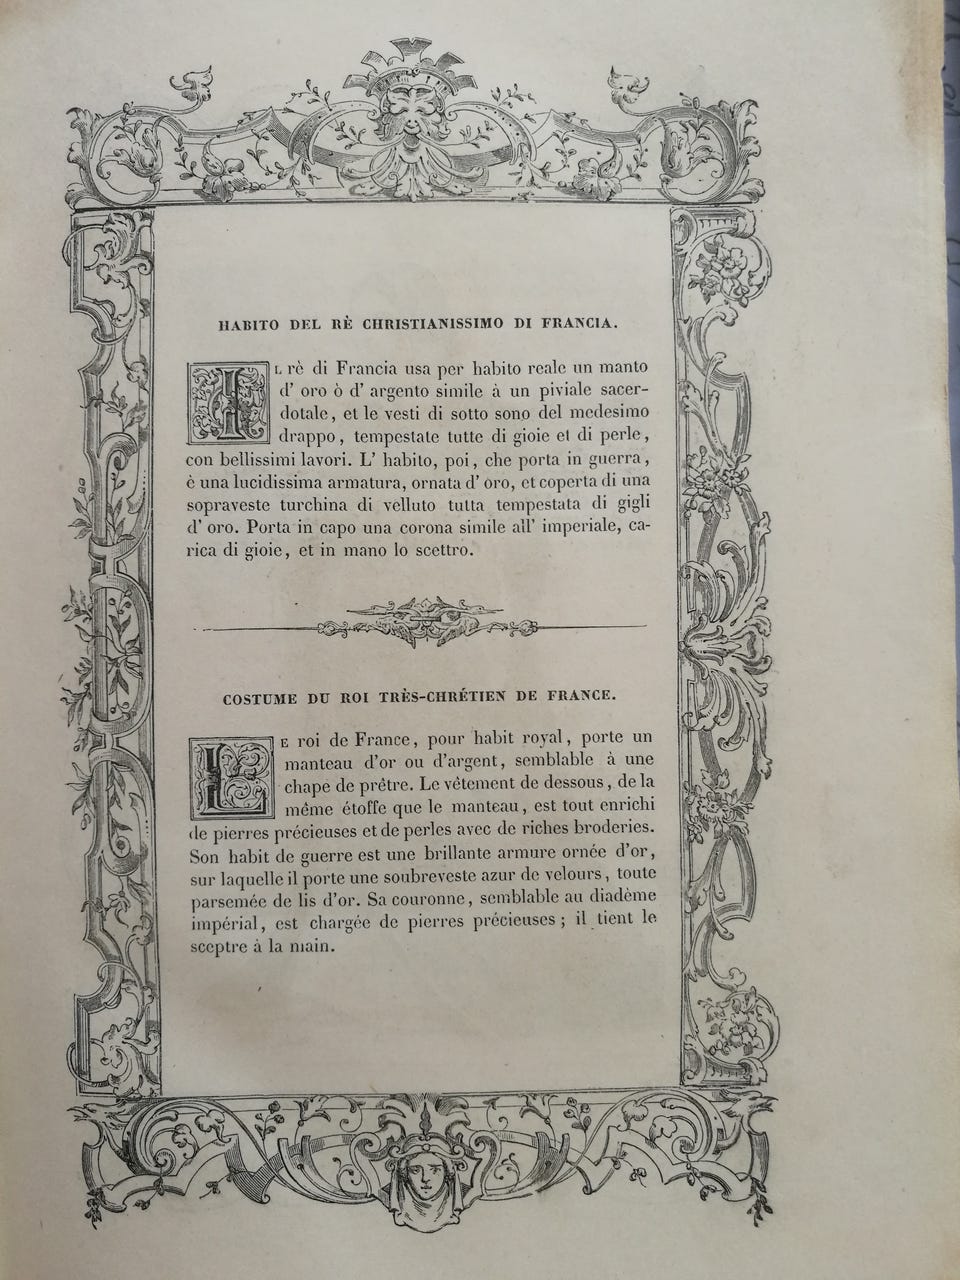 HABITO DEL RÈ CHRISTIANISSIMO DI FRANCIA.
IL rè di Francia usa per habito reale un manto
d' oro ò d' argento simile à un piviale sacer-
dotale, et le vesti di sotto sono del medesimo
drappo, tempestate tutte di gioie et di perle,
con bellissimi lavori. L' habito, poi, che porta in guerra,
è una lucidissima armatura, ornata d' oro, et coperta di una
sopraveste turchina di velluto tutta tempestata di gigli
d' oro. Porta in capo una corona simile all' imperiale, ca-
rica di gioie, et in mano lo scettro.
COSTUME DU ROI TRÈS-CHRÉTIEN DE FRANCE.
LE roi de France, pour habit royal, porte un
manteau d'or ou d'argent, semblable à une
chape de prêtre. Le vêtement de dessous, de la
même étoffe que le manteau, est tout enrichi
de pierres précieuses et de perles avec de riches broderies.
Son habit de guerre est une brillante armure ornée d'or,
sur laquelle il porte une soubreveste azur de velours, toute
parsemée de lis d'or. Sa couronne, semblable au diadème
impérial, est chargée de pierres précieuses; il tient le
sceptre à la main.